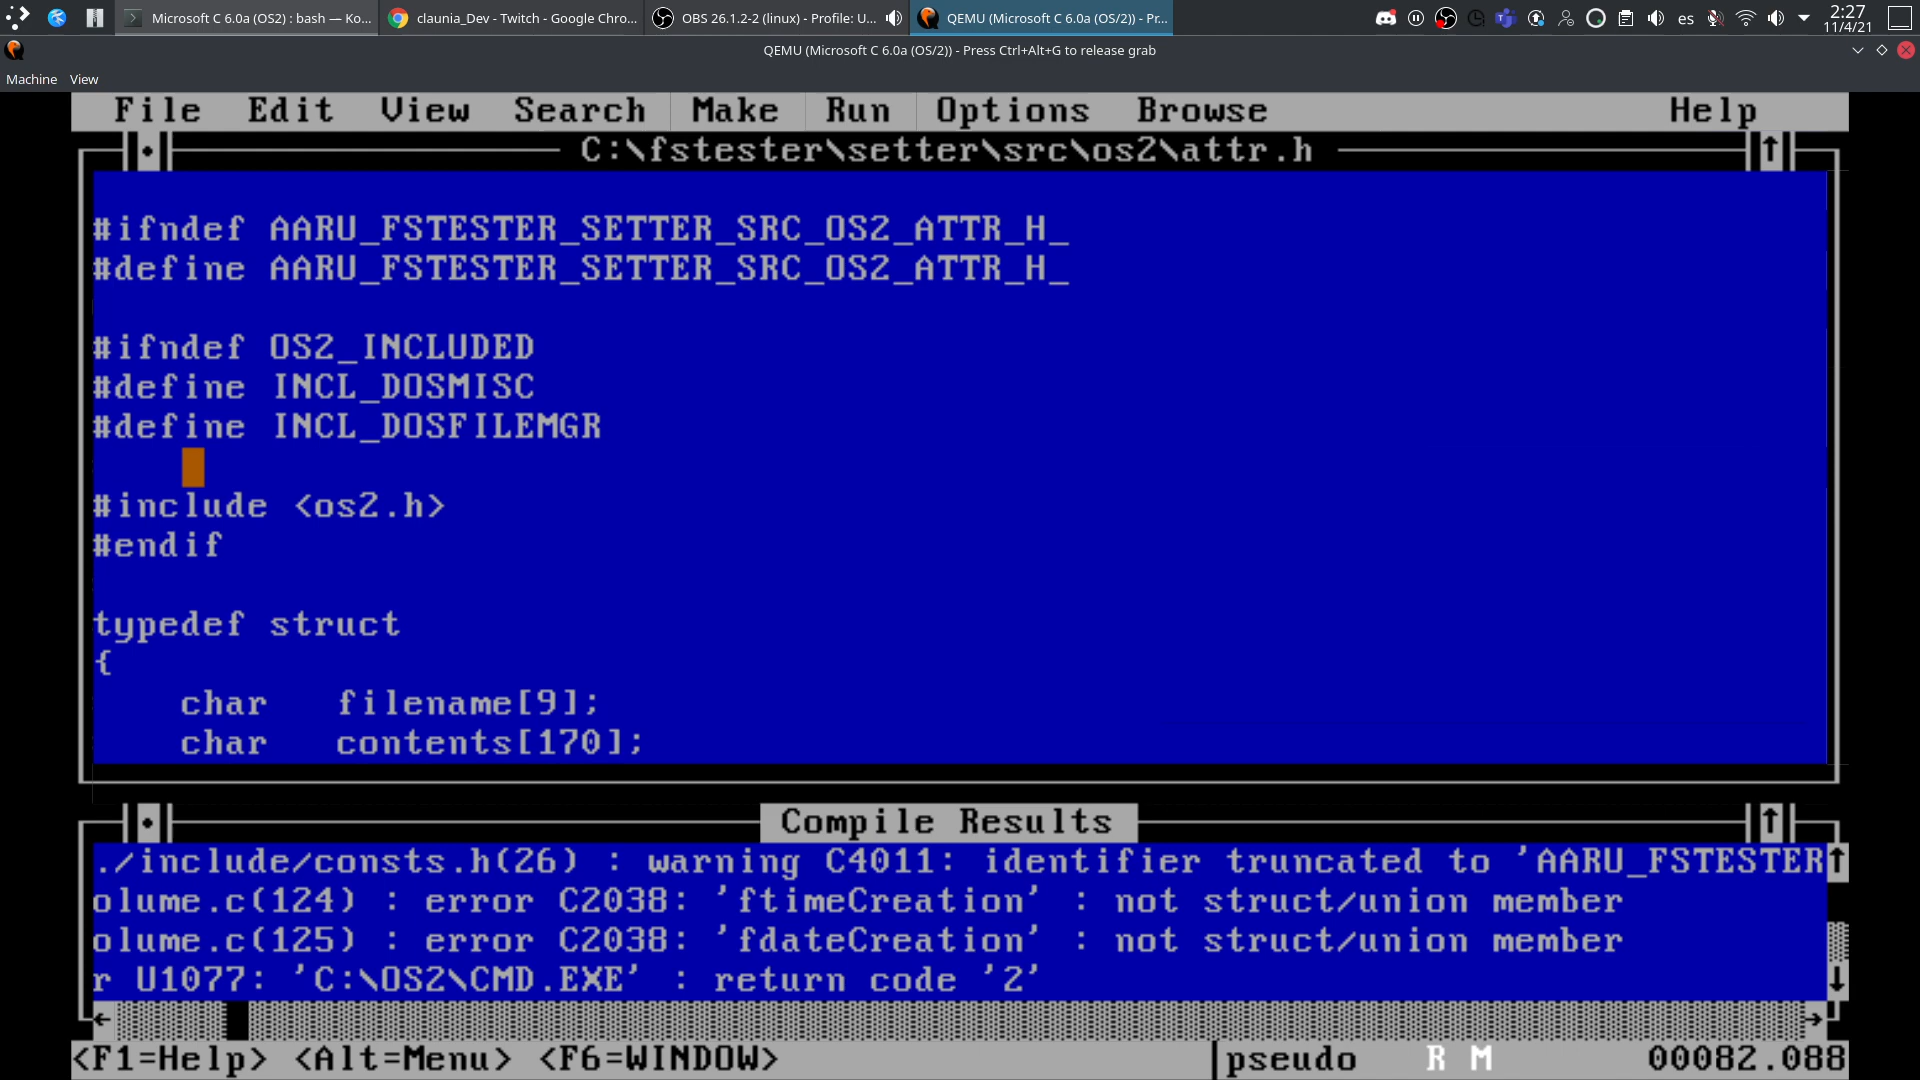 Microsoft C 6.0a (OS2) : bash — Ko...
claunia_Dev - Twitch - Google Chro...
OBS 26.1.2-2 (linux) - Profile: U...
QEMU (Microsoft C 6.0a (OS/2)) - Pr...
es
2:27
11/4/21
QEMU (Microsoft C 6.0a (OS/2)) - Press Ctrl+Alt+G to release grab
Machine View
File Edit View Search Make Run Options Browse Help
C:\fstester\setter\src\os2\attr.h
#ifndef AARU_FSTESTER_SETTER_SRC_OS2_ATTR_H_
#define AARU_FSTESTER_SETTER_SRC_OS2_ATTR_H_
#ifndef OS2_INCLUDED
#define INCL_DOSMISC
#define INCL_DOSFILEMGR
#include <os2.h>
#endif
typedef struct
{
char filename[9];
char contents[170];
Compile Results
./include/consts.h(26) : warning C4011: identifier truncated to 'AARU_FSTESTER
olume.c(124) : error C2038: 'ftimeCreation' : not struct/union member
olume.c(125) : error C2038: 'fdateCreation' : not struct/union member
r U1077: 'C:\OS2\CMD.EXE' : return code '2'
<F1=Help> <Alt=Menu> <F6=WINDOW> pseudo R M 00082.088